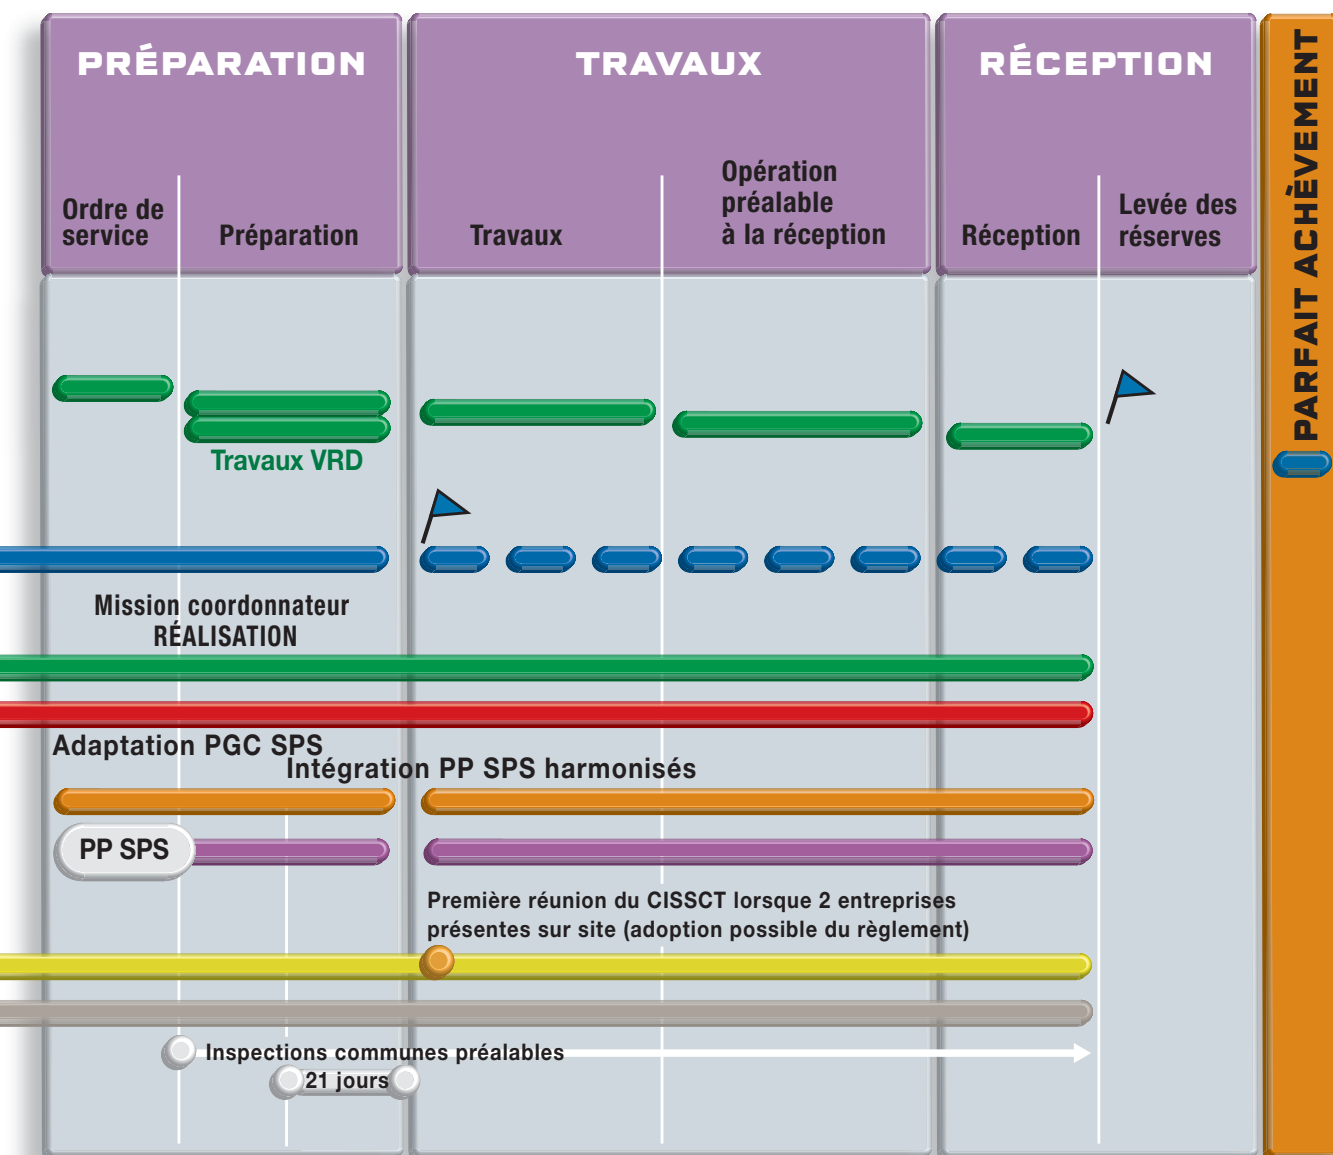 PRÉPARATION
TRAVAUX
RÉCEPTION
PARFAIT ACHÈVEMENT
Ordre de
service
Préparation
Travaux
Opération
préalable
à la réception
Réception
Levée des
réserves
Travaux VRD
Mission coordonnateur
RÉALISATION
Adaptation PGC SPS
Intégration PP SPS harmonisés
PP SPS
Première réunion du CISSCT lorsque 2 entreprises
présentes sur site (adoption possible du règlement)
Inspections communes préalables
21 jours